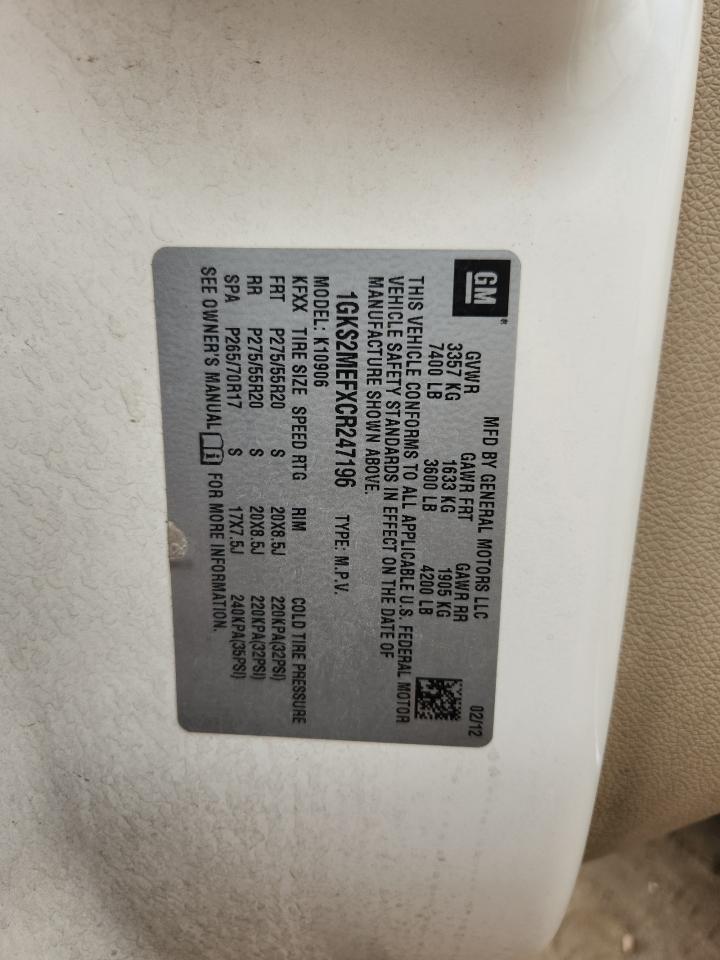 GM®
MFD BY GENERAL MOTORS LLC 02/12
GVWR GAWR FRT GAWR RR
3357 KG 1633 KG 1905 KG
7400 LB 3600 LB 4200 LB
THIS VEHICLE CONFORMS TO ALL APPLICABLE U.S. FEDERAL MOTOR
VEHICLE SAFETY STANDARDS IN EFFECT ON THE DATE OF
MANUFACTURE SHOWN ABOVE.
1GKS2MEFXCR247196 TYPE: M.P.V.
MODEL: K10906
KFXX TIRE SIZE SPEED RTG RIM COLD TIRE PRESSURE
FRT P275/55R20 S 20X8.5J 220KPA(32PSI)
RR P275/55R20 S 20X8.5J 220KPA(32PSI)
SPA P265/70R17 S 17X7.5J 240KPA(35PSI)
SEE OWNER'S MANUAL i FOR MORE INFORMATION.